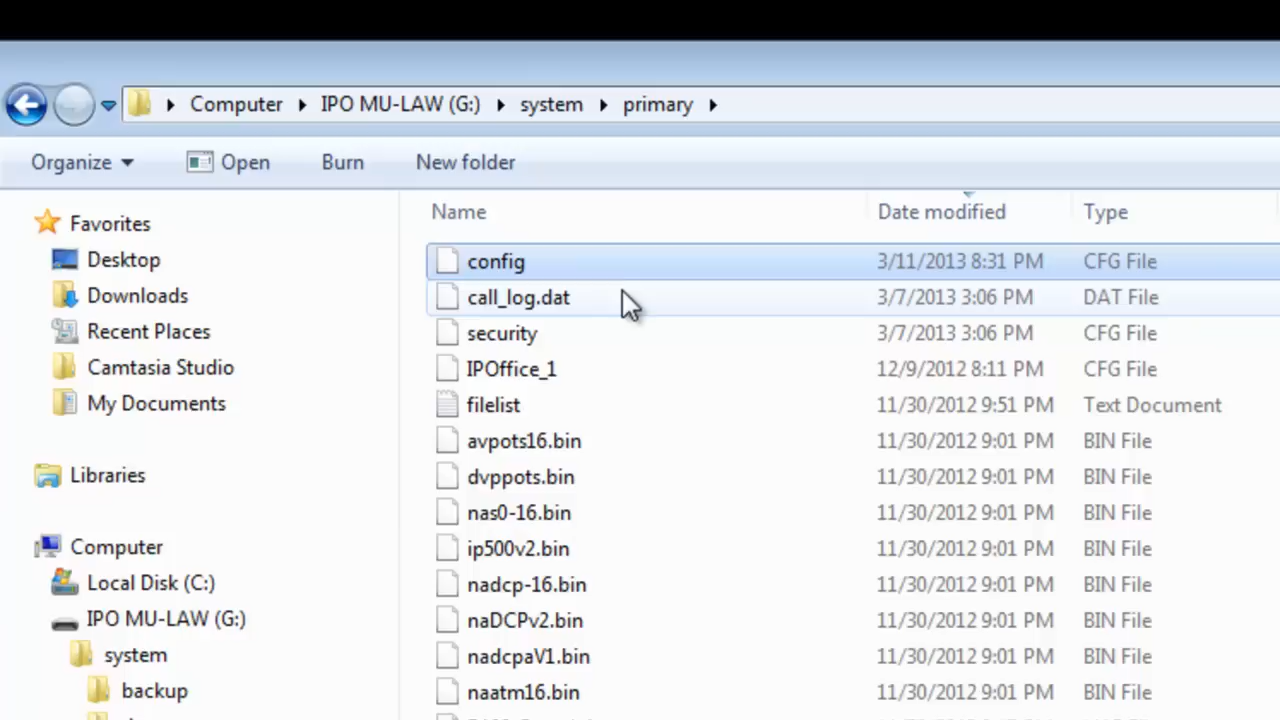 Computer IPO MU-LAW (G:) system primary
Organize Open Burn New folder
Favorites
Desktop
Downloads
Recent Places
Camtasia Studio
My Documents
Libraries
Computer
Local Disk (C:)
IPO MU-LAW (G:)
system
backup
Name Date modified Type
config 3/11/2013 8:31 PM CFG File
call_log.dat 3/7/2013 3:06 PM DAT File
security 3/7/2013 3:06 PM CFG File
IPOffice_1 12/9/2012 8:11 PM CFG File
filelist 11/30/2012 9:51 PM Text Document
avpots16.bin 11/30/2012 9:01 PM BIN File
dvppots.bin 11/30/2012 9:01 PM BIN File
nas0-16.bin 11/30/2012 9:01 PM BIN File
ip500v2.bin 11/30/2012 9:01 PM BIN File
nadcp-16.bin 11/30/2012 9:01 PM BIN File
naDCPv2.bin 11/30/2012 9:01 PM BIN File
nadcpaV1.bin 11/30/2012 9:01 PM BIN File
naatm16.bin 11/30/2012 9:01 PM BIN File